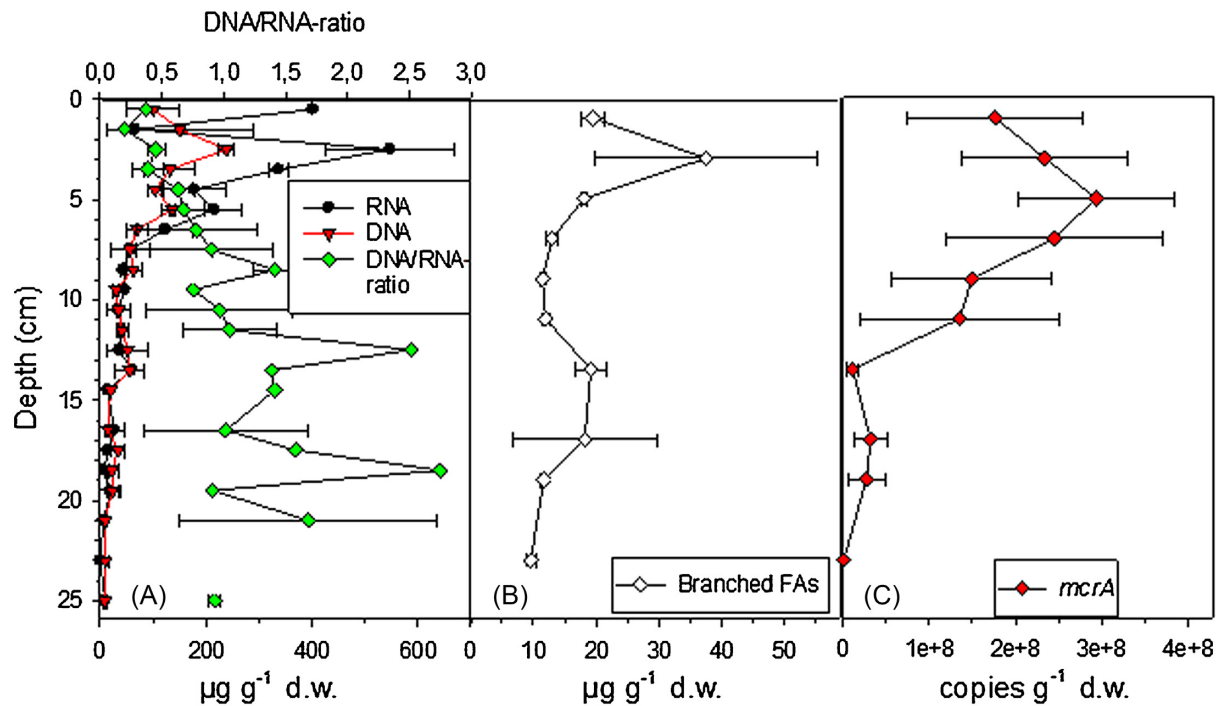 DNA/RNA-ratio
0,0 0,5 1,0 1,5 2,0 2,5 3,0
0
5
10
15
20
25
Depth (cm)
RNA
DNA
DNA/RNA-
ratio
(A)
(B)
Branched FAs
(C)
mcrA
0 200 400 600
0 10 20 30 40 50
0 1e+8 2e+8 3e+8 4e+8
µg g⁻¹ d.w.
µg g⁻¹ d.w.
copies g⁻¹ d.w.